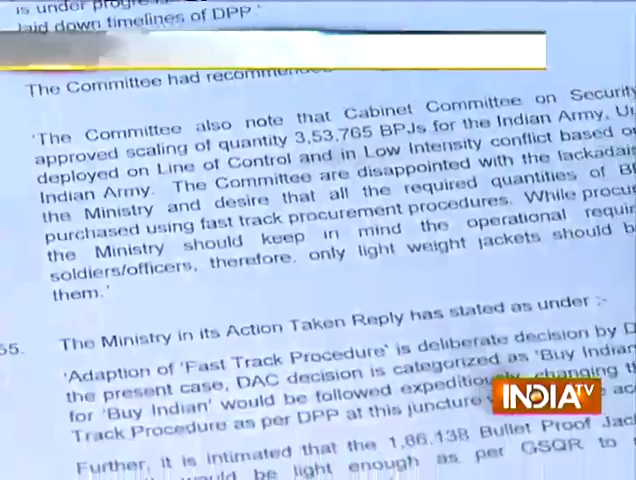 is under progress
laid down timelines of DPP.'
The Committee had recommended
'The Committee also note that Cabinet Committee on Security
approved scaling of quantity 3,53,765 BPJs for the Indian Army,
deployed on Line of Control and in Low Intensity conflict based
Indian Army. The Committee are disappointed with the
the Ministry and desire that all the required quantities of
purchased using fast track procurement procedures. While
the Ministry should keep in mind the operational
soldiers/officers, therefore, only light weight jackets should
them.'
55. The Ministry in its Action Taken Reply has stated as under :-
'Adaption of 'Fast Track Procedure' is deliberate decision by
the present case, DAC decision is categorized as 'Buy Indian
for 'Buy Indian' would be followed expeditiously, changing
Track Procedure as per DPP at this juncture
INDIA TV
Further, it is intimated that the 1,86,138 Bullet Proof
would be light enough as per GSQR to